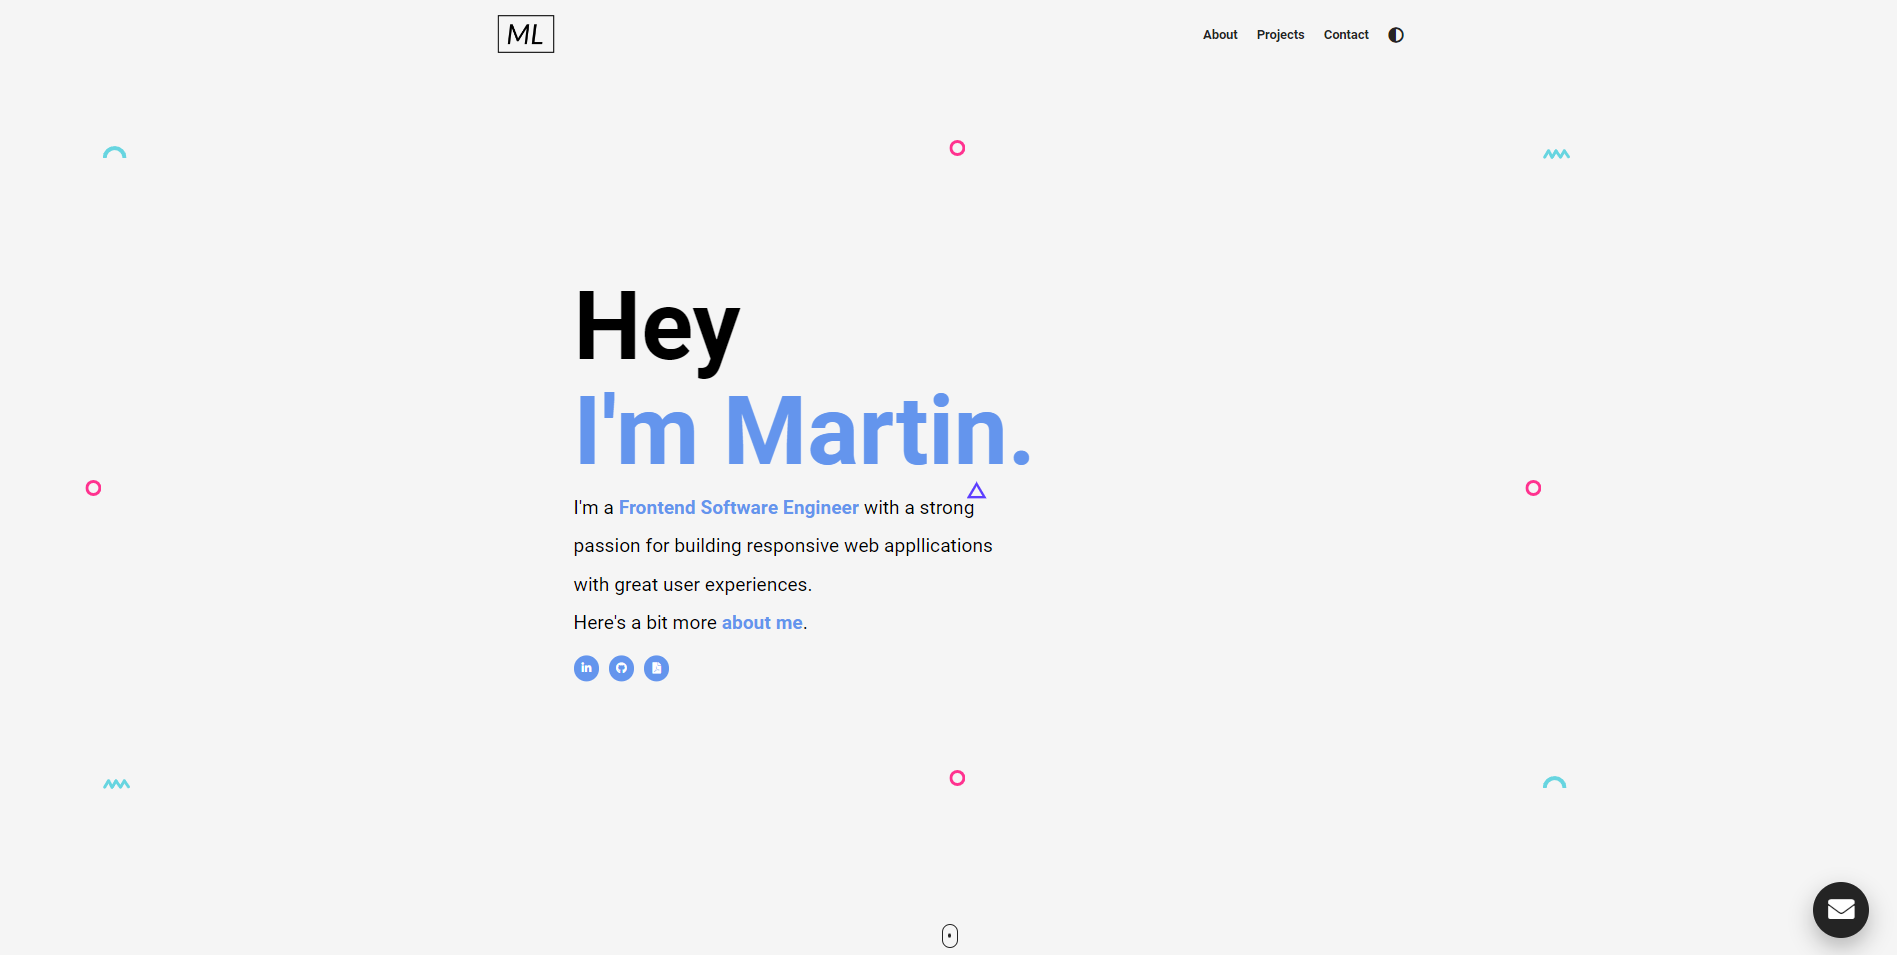 ML
About Projects Contact
Hey
I'm Martin.
I'm a Frontend Software Engineer with a strong
passion for building responsive web appllications
with great user experiences.
Here's a bit more about me.
in